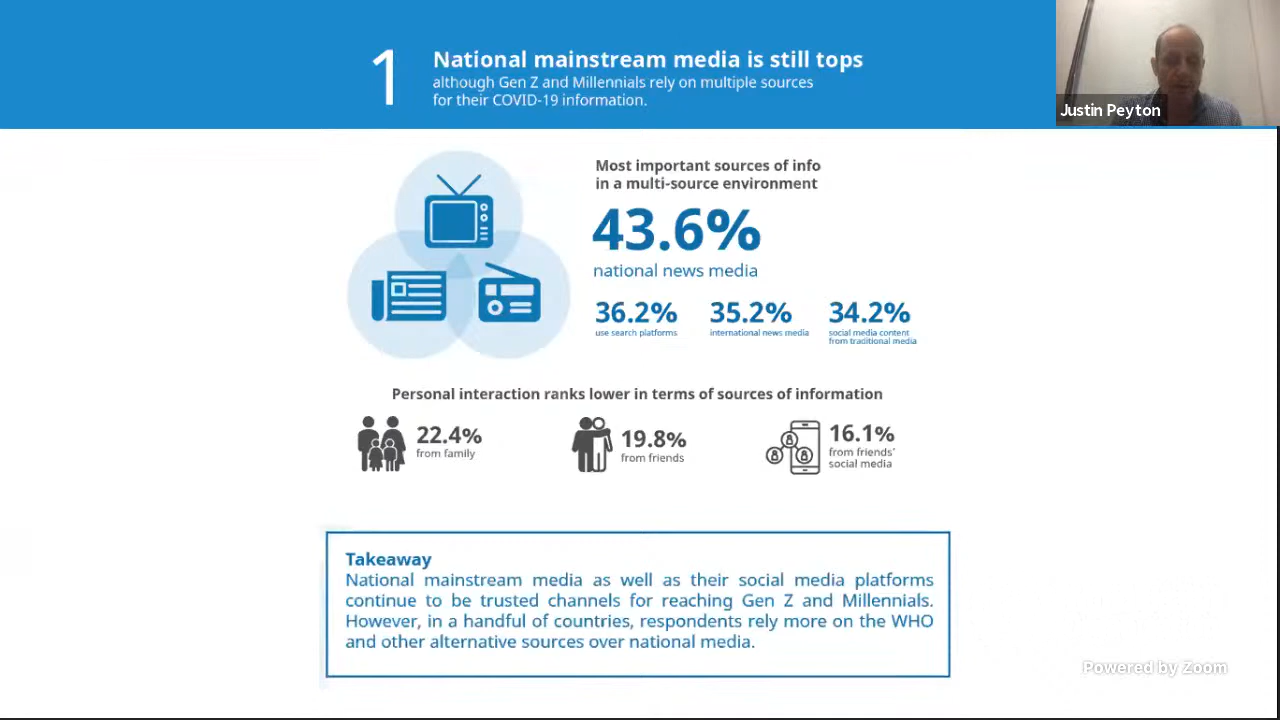 1
National mainstream media is still tops
although Gen Z and Millennials rely on multiple sources
for their COVID-19 information.
Justin Peyton
Most important sources of info
in a multi-source environment
43.6%
national news media
36.2%
use search platforms
35.2%
international news media
34.2%
social media content
from traditional media
Personal interaction ranks lower in terms of sources of information
22.4%
from family
19.8%
from friends
16.1%
from friends'
social media
Takeaway
National mainstream media as well as their social media platforms
continue to be trusted channels for reaching Gen Z and Millennials.
However, in a handful of countries, respondents rely more on the WHO
and other alternative sources over national media.
Powered by Zoom